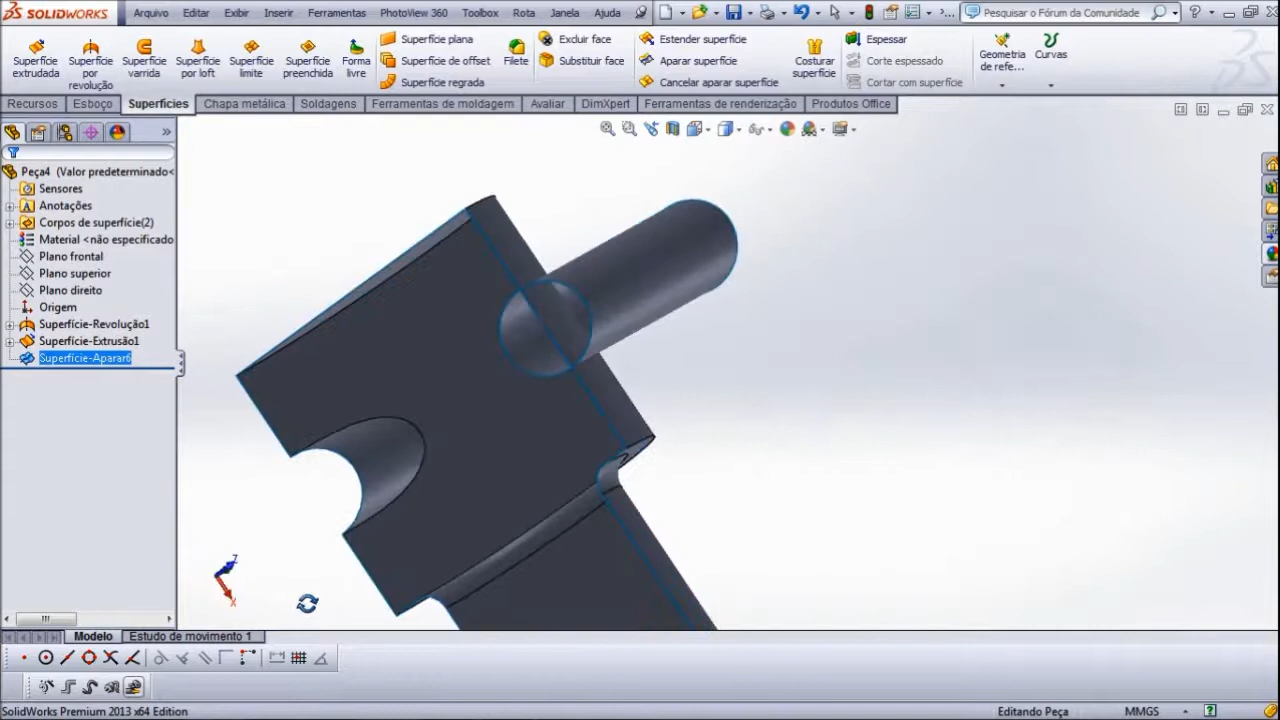 SOLIDWORKS Arquivo Editar Exibir Inserir Ferramentas PhotoView 360 Toolbox Rota Janela Ajuda ... Pesquisar o Fórum da Comunidade ?
Superfície extrudada
Superfície por revolução
Superfície varrida
Superfície por loft
Superfície limite
Superfície preenchida
Forma livre
Superfície plana
Superfície de offset
Superfície regrada
Filete
Excluir face
Substituir face
Estender superfície
Aparar superfície
Cancelar aparar superfície
Costurar superfície
Espessar
Corte espessado
Cortar com superfície
Geometria de refe...
Curvas
Recursos Esboço Superfícies Chapa metálica Soldagens Ferramentas de moldagem Avaliar DimXpert Ferramentas de renderização Produtos Office
»
Peça4 (Valor predeterminado<
Sensores
A Anotações
Corpos de superfície(2)
Material <não especificado
Plano frontal
Plano superior
Plano direito
Origem
Superfície-Revolução1
Superfície-Extrusão1
Superfície-Aparar6
Z
X
Modelo Estudo de movimento 1
SolidWorks Premium 2013 x64 Edition Editando Peça MMGS ?